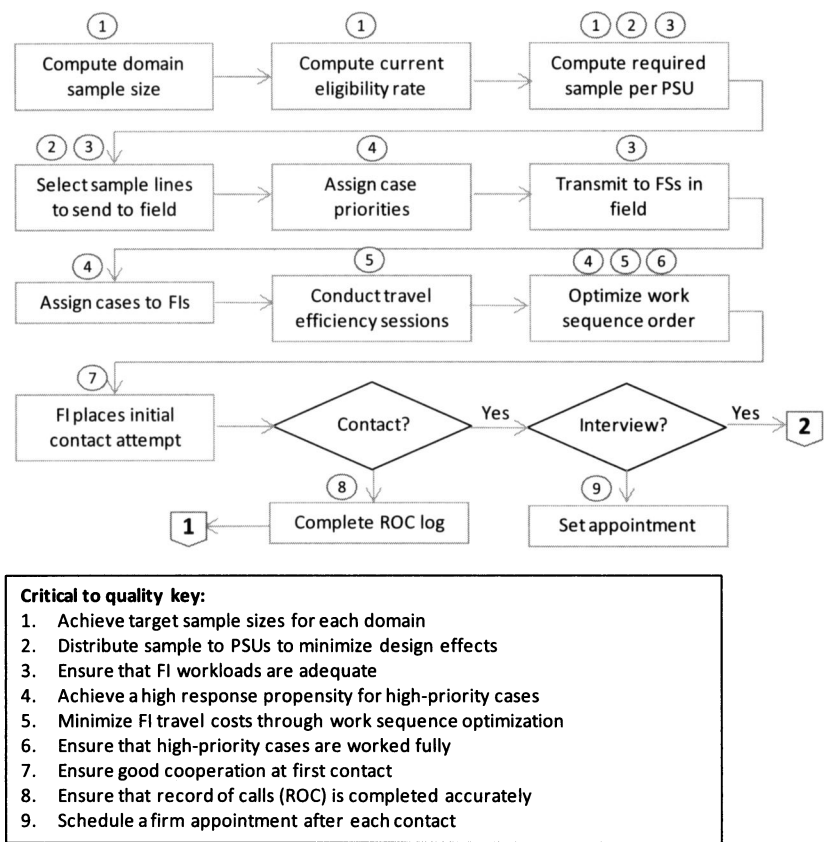 1
1
1 2 3
Compute domain
sample size
Compute current
eligibility rate
Compute required
sample per PSU
2 3
4
3
Select sample lines
to send to field
Assign case
priorities
Transmit to FSs in
field
4
5
4 5 6
Assign cases to FIs
Conduct travel
efficiency sessions
Optimize work
sequence order
7
FI places initial
contact attempt
Contact?
Yes
Interview?
Yes
2
8
9
1
Complete ROC log
Set appointment
Critical to quality key:
1. Achieve target sample sizes for each domain
2. Distribute sample to PSUs to minimize design effects
3. Ensure that FI workloads are adequate
4. Achieve a high response propensity for high-priority cases
5. Minimize FI travel costs through work sequence optimization
6. Ensure that high-priority cases are worked fully
7. Ensure good cooperation at first contact
8. Ensure that record of calls (ROC) is completed accurately
9. Schedule a firm appointment after each contact